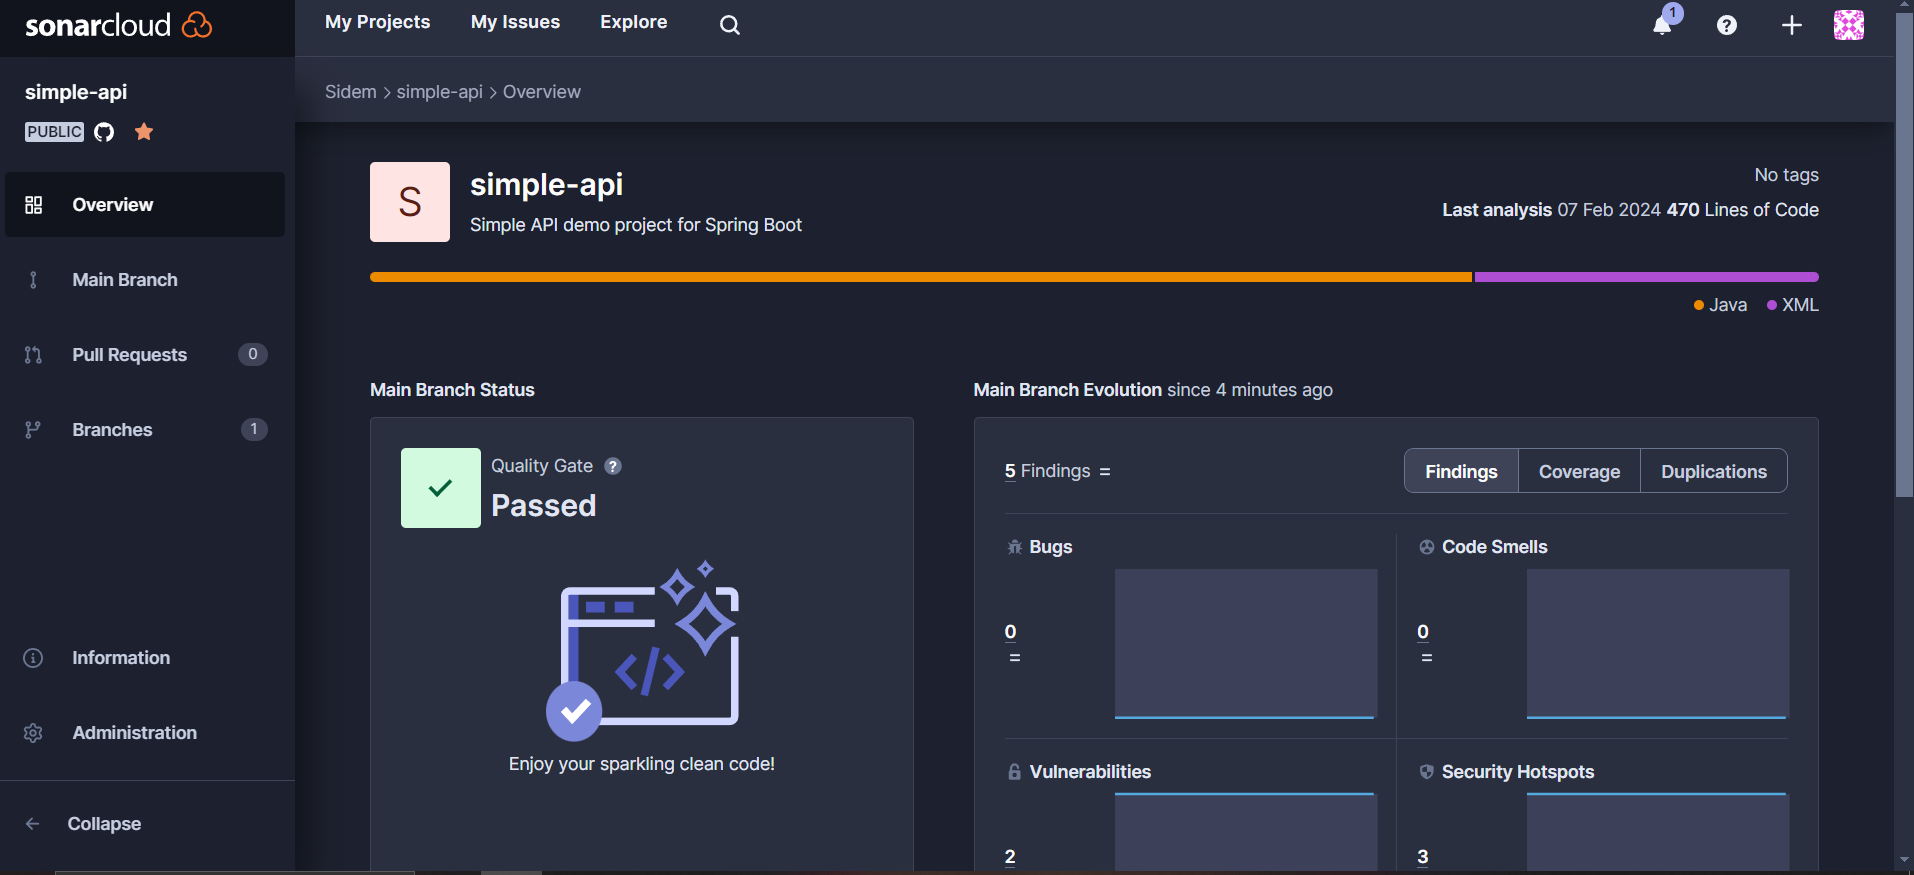 sonarcloud
My Projects My Issues Explore
1
simple-api
PUBLIC
Overview
Main Branch
Pull Requests 0
Branches 1
Information
Administration
Collapse
Sidem > simple-api > Overview
S
simple-api
Simple API demo project for Spring Boot
No tags
Last analysis 07 Feb 2024 470 Lines of Code
Java XML
Main Branch Status
Quality Gate ?
Passed
Enjoy your sparkling clean code!
Main Branch Evolution since 4 minutes ago
5 Findings =
Findings Coverage Duplications
Bugs
0
=
Code Smells
0
=
Vulnerabilities
2
Security Hotspots
3